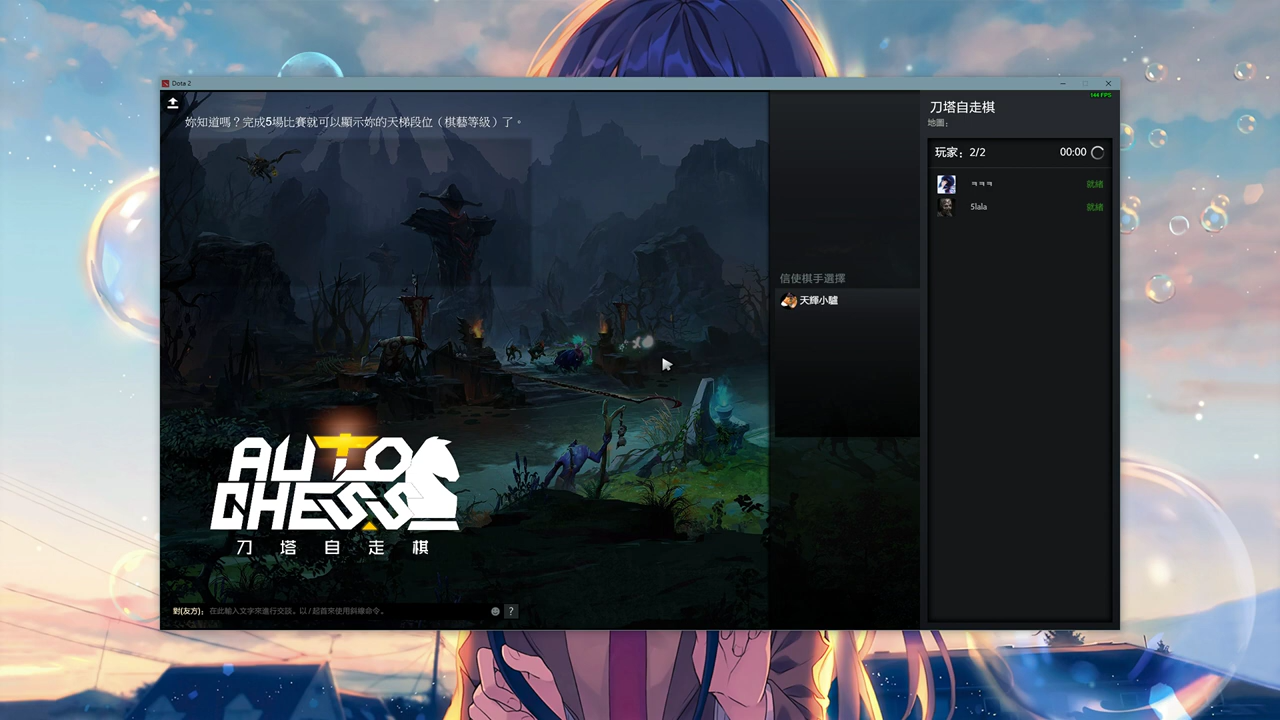 Dota 2
144 FPS
妳知道嗎？完成5場比賽就可以顯示妳的天梯段位（棋藝等級）了。
AUTO
CHESS
刀塔自走棋
對(友方)： 在此輸入文字來進行交談。以 / 起首來使用斜線命令。
?
信使棋手選擇
天輝小驢
刀塔自走棋
地圖：
玩家：2/2 00:00
ㅋㅋㅋ 就緒
5lala 就緒